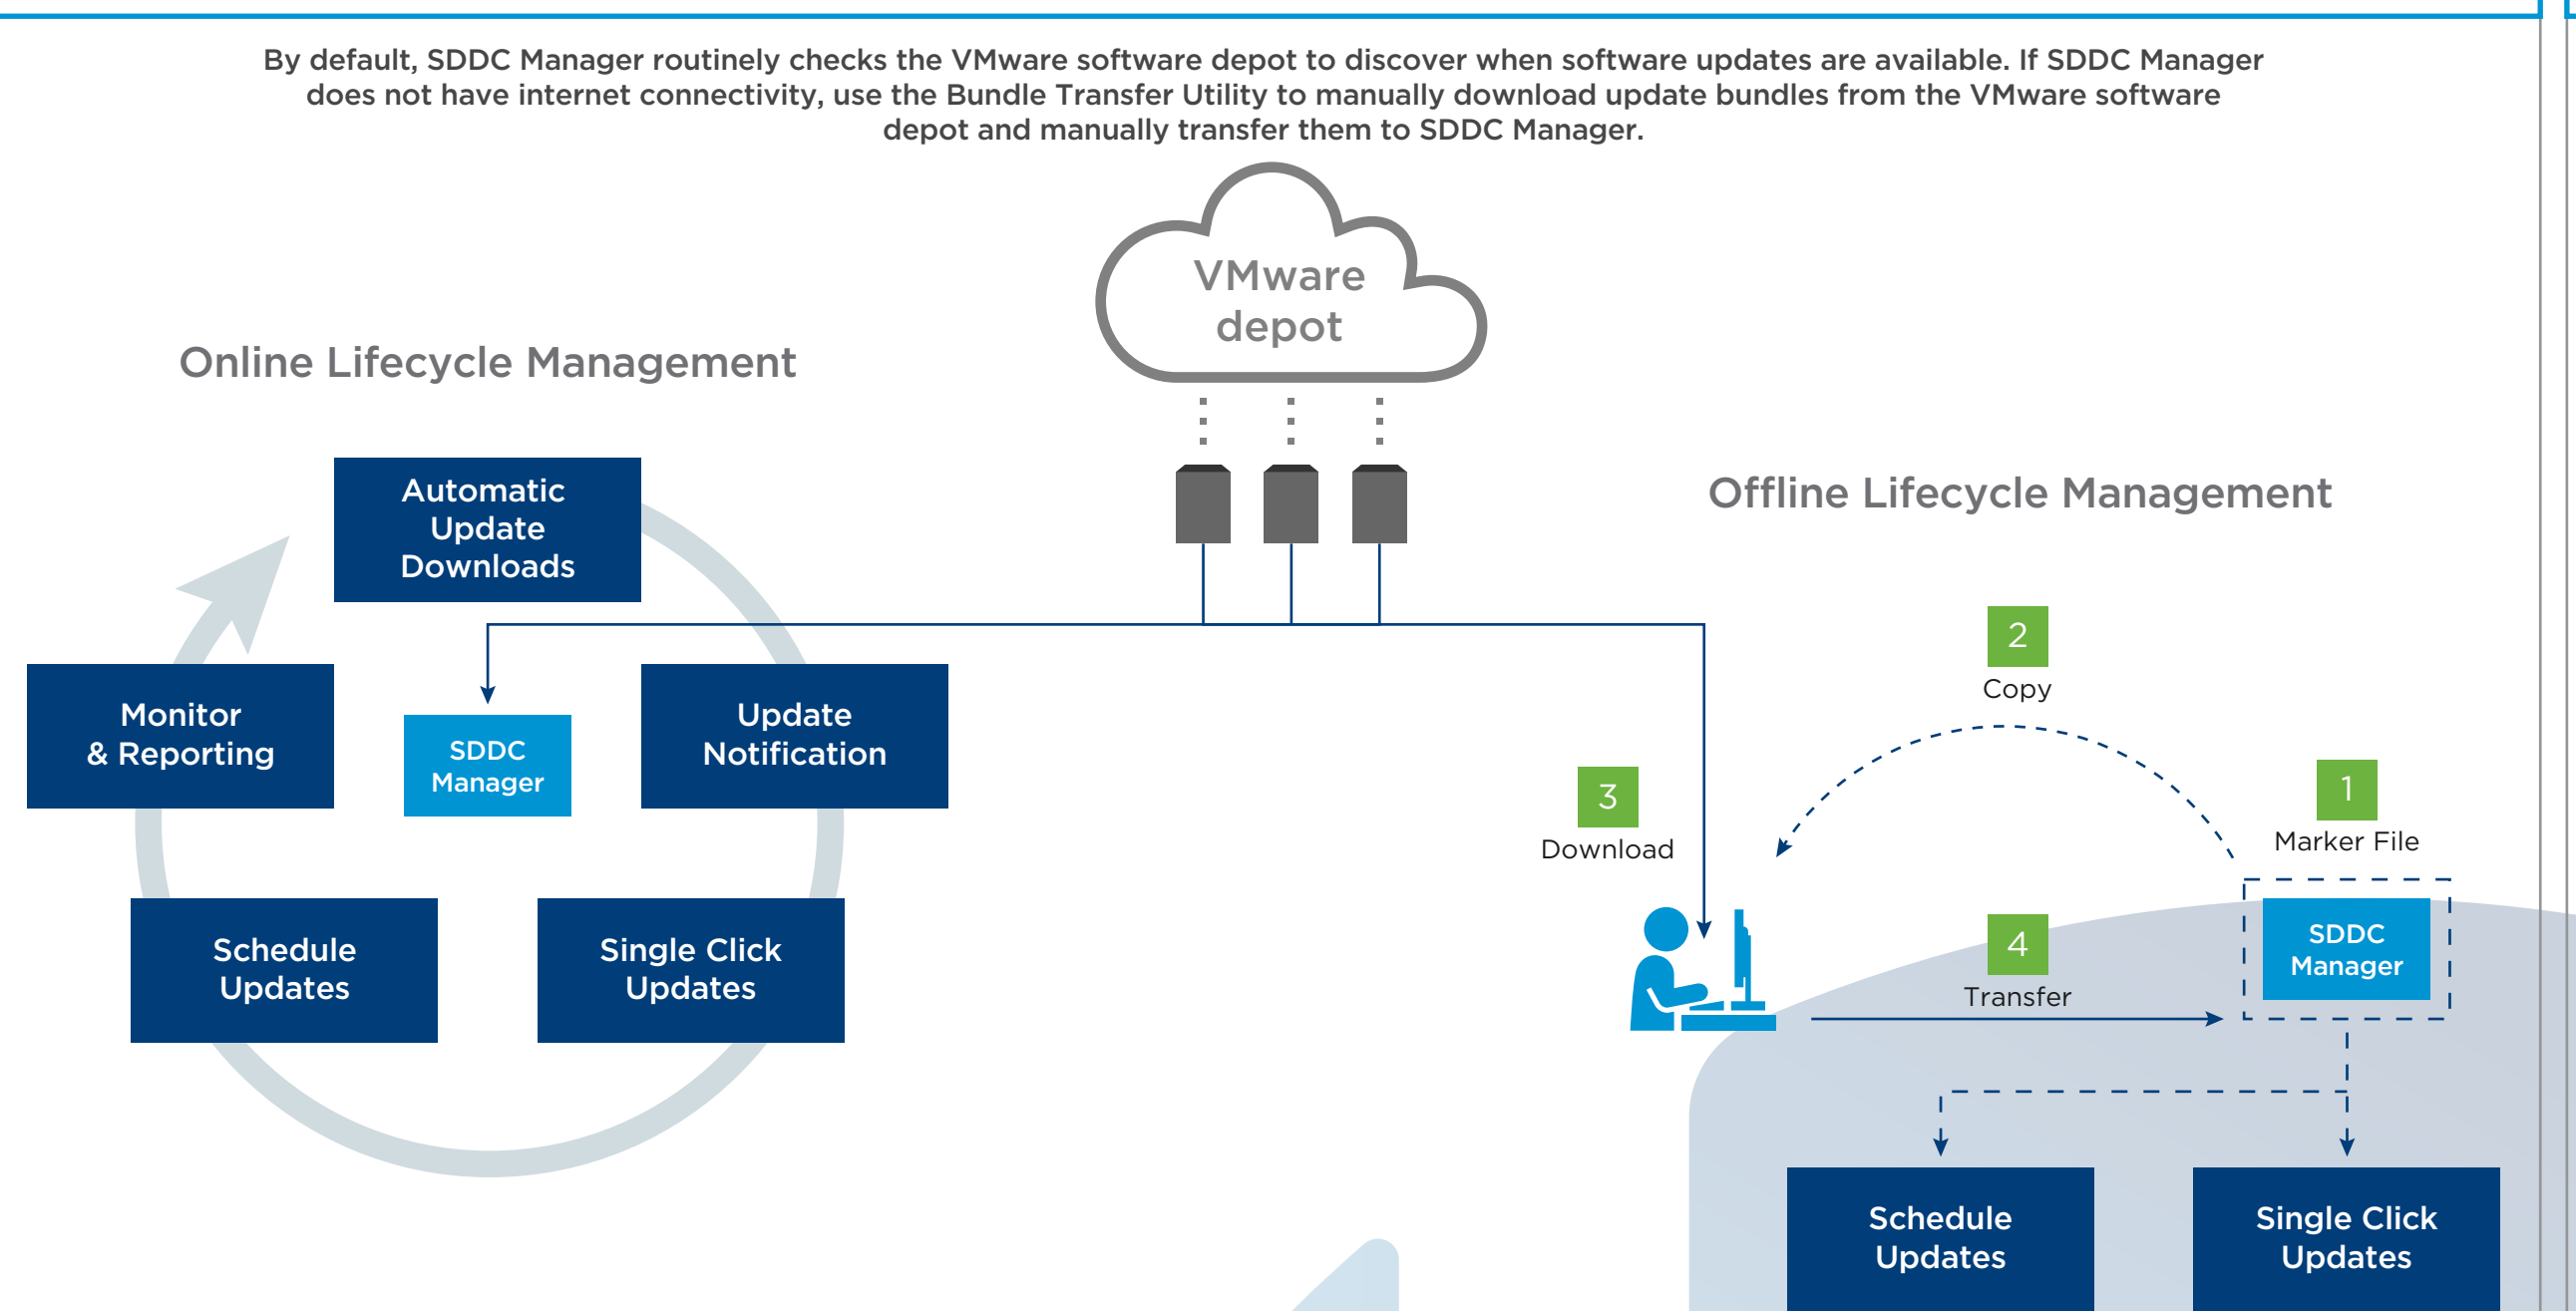 By default, SDDC Manager routinely checks the VMware software depot to discover when software updates are available. If SDDC Manager
does not have internet connectivity, use the Bundle Transfer Utility to manually download update bundles from the VMware software
depot and manually transfer them to SDDC Manager.
VMware
depot
Online Lifecycle Management
Automatic
Update
Downloads
Monitor
& Reporting
SDDC
Manager
Update
Notification
Schedule
Updates
Single Click
Updates
Offline Lifecycle Management
2
Copy
3
Download
1
Marker File
4
Transfer
SDDC
Manager
Schedule
Updates
Single Click
Updates